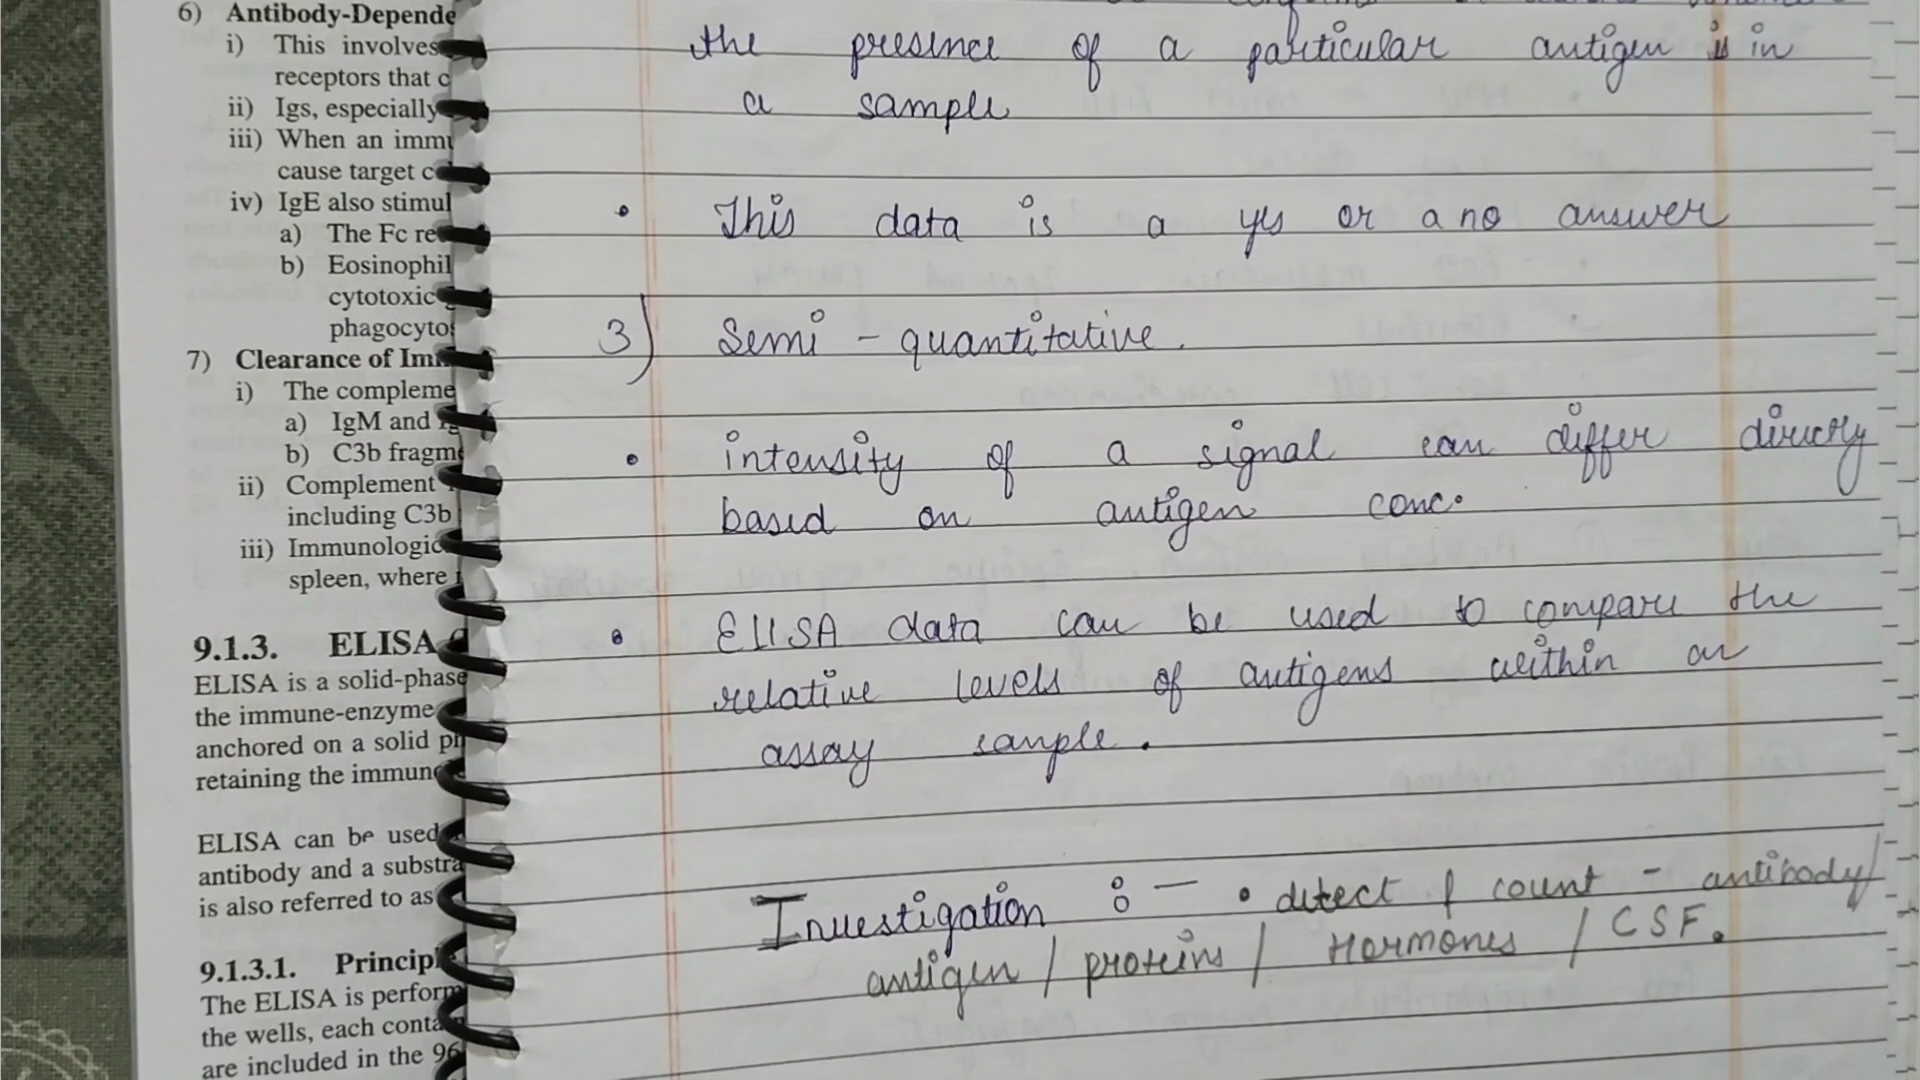 6) Antibody-Depende
i) This involves
receptors that c
ii) Igs, especially
iii) When an imm
cause target c
iv) IgE also stimul
a) The Fc re
b) Eosinophil
cytotoxic
phagocytos
7) Clearance of Im
i) The compleme
a) IgM and
b) C3b fragme
ii) Complement
including C3b
iii) Immunologic
spleen, where
9.1.3. ELISA
ELISA is a solid-phase
the immune-enzyme
anchored on a solid ph
retaining the immun
ELISA can be used
antibody and a substra
is also referred to as
9.1.3.1. Principl
The ELISA is perform
the wells, each conta
are included in the 96
the presence of a particular antigen is in
a sample
• This data is a yes or a no answer
3) Semi - quantitative.
• intensity of a signal can differ directly
based on antigen conc.
• ELISA data can be used to compare the
relative levels of antigens within an
assay sample.
Investigation :- • detect & count - antibody/
antigen / proteins / Hormones / CSF.